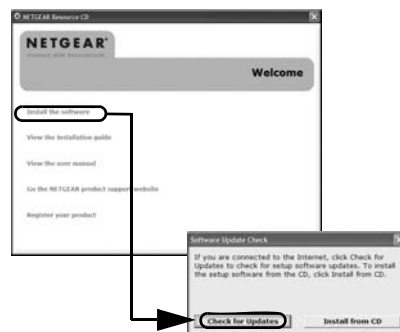 NETGEAR Resource CD
NETGEAR®
Welcome
Install the software
View the installation guide
View the user manual
Go the NETGEAR product support website
Register your product
Software Update Check
If you are connected to the Internet, click Check for
Updates to check for setup software updates. To install
the setup software from the CD, click Install from CD.
Check for Updates
Install from CD